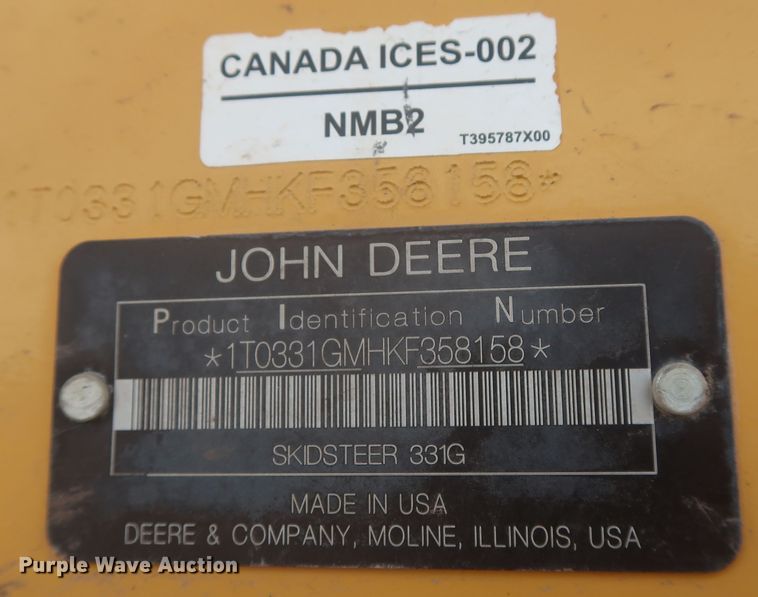 CANADA ICES-002
NMB2
T395787X00
1T0331GMHKF358158*
JOHN DEERE
Product Identification Number
*1T0331GMHKF358158*
SKIDSTEER 331G
MADE IN USA
DEERE & COMPANY, MOLINE, ILLINOIS, USA
Purple Wave Auction